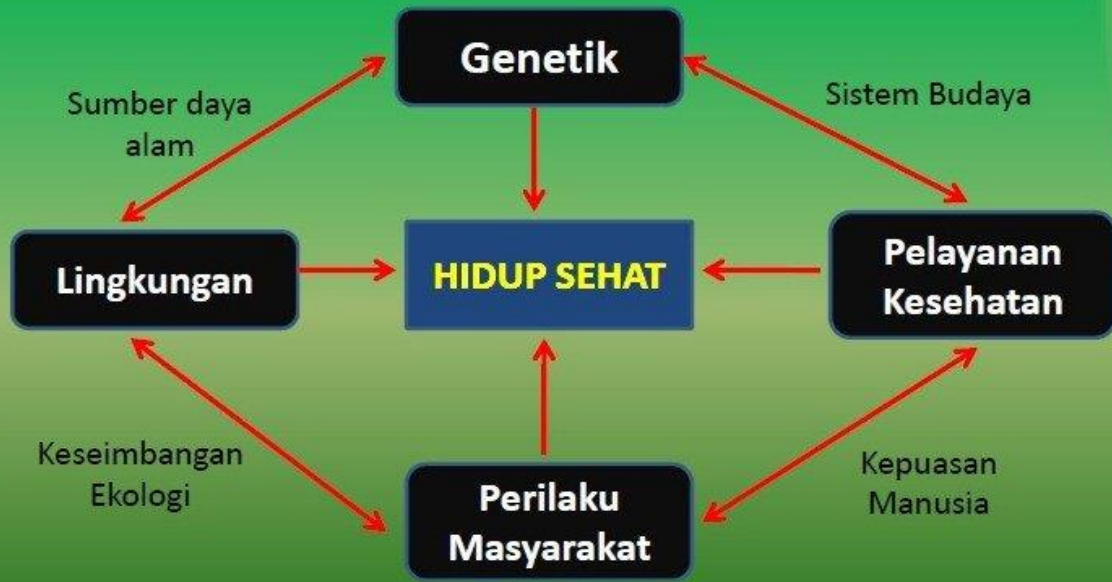 Genetik
Sumber daya
alam
Sistem Budaya
Lingkungan
HIDUP SEHAT
Pelayanan
Kesehatan
Keseimbangan
Ekologi
Perilaku
Masyarakat
Kepuasan
Manusia